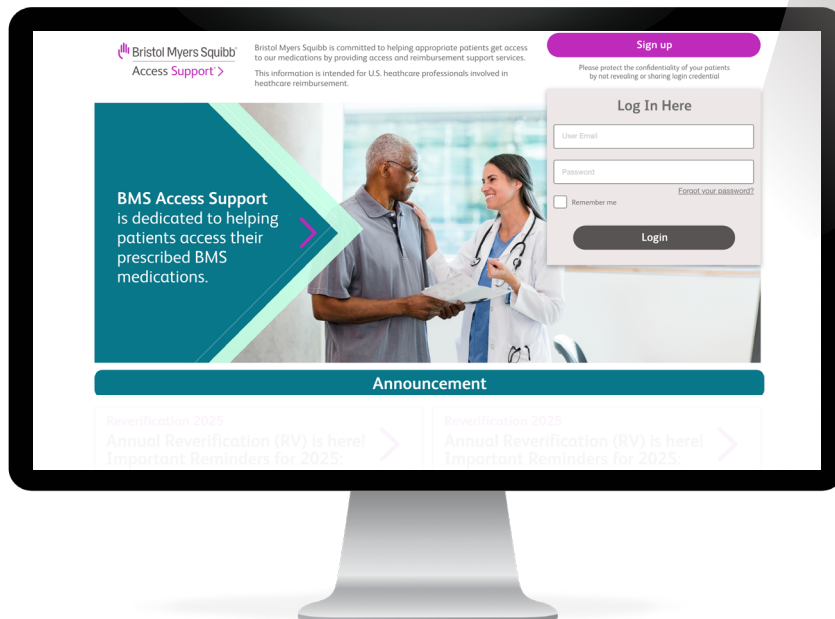 Bristol Myers Squibb®
Access Support®
Bristol Myers Squibb is committed to helping appropriate patients get access
to our medications by providing access and reimbursement support services.
This information is intended for U.S. heathcare professionals involved in
heathcare reimbursement.
Sign up
Please protect the confidentiality of your patients
by not revealing or sharing login credential
Log In Here
User Email
Password
Forgot your password?
Remember me
Login
BMS Access Support
is dedicated to helping
patients access their
prescribed BMS
medications.
Announcement
Reverification 2025
Annual Reverification (RV) is here!
Important Reminders for 2025:
Reverification 2025
Annual Reverification (RV) is here!
Important Reminders for 2025: